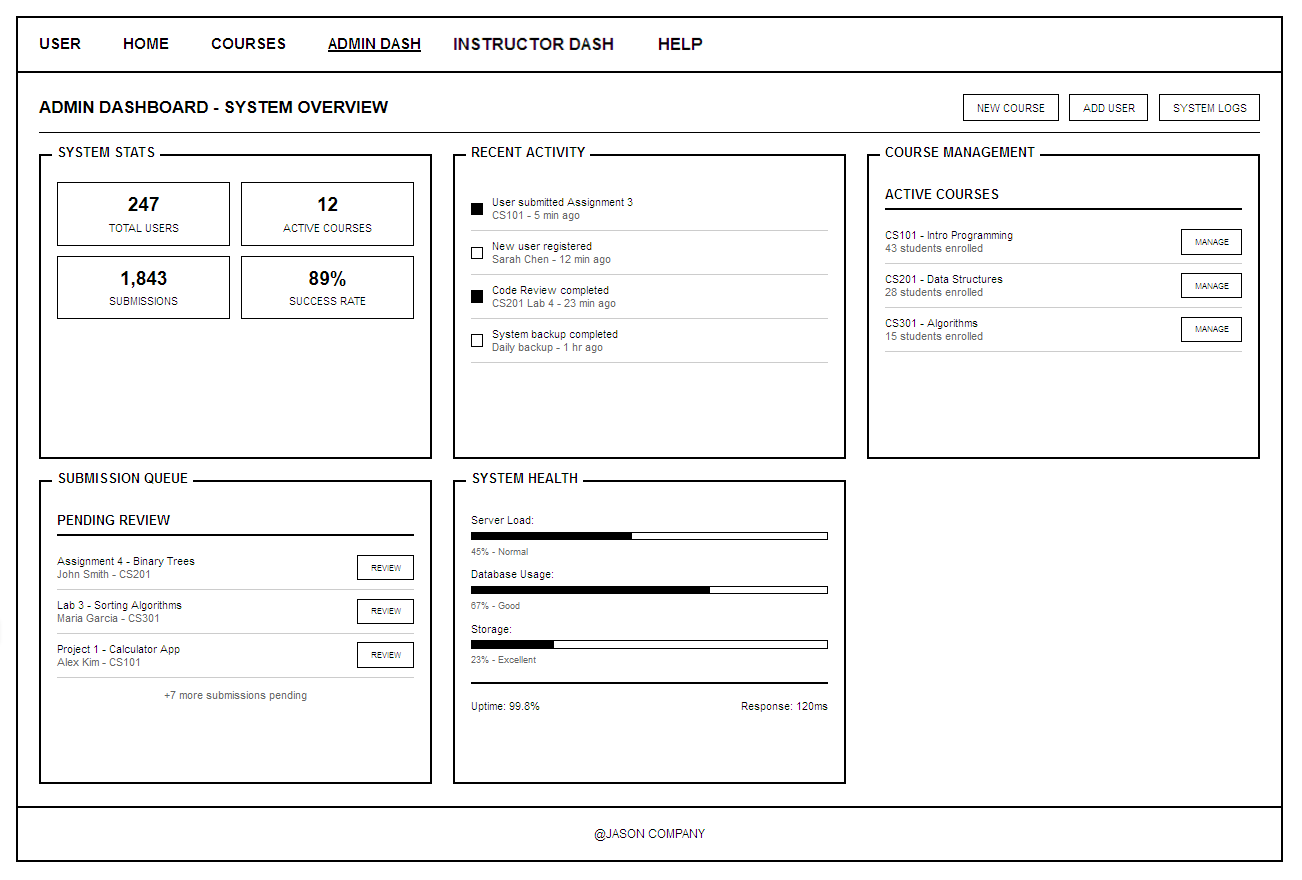 USER HOME COURSES ADMIN DASH INSTRUCTOR DASH HELP
ADMIN DASHBOARD - SYSTEM OVERVIEW
NEW COURSE ADD USER SYSTEM LOGS
SYSTEM STATS
247
TOTAL USERS
12
ACTIVE COURSES
1,843
SUBMISSIONS
89%
SUCCESS RATE
RECENT ACTIVITY
User submitted Assignment 3
CS101 - 5 min ago
New user registered
Sarah Chen - 12 min ago
Code Review completed
CS201 Lab 4 - 23 min ago
System backup completed
Daily backup - 1 hr ago
COURSE MANAGEMENT
ACTIVE COURSES
CS101 - Intro Programming
43 students enrolled
MANAGE
CS201 - Data Structures
28 students enrolled
MANAGE
CS301 - Algorithms
15 students enrolled
MANAGE
SUBMISSION QUEUE
PENDING REVIEW
Assignment 4 - Binary Trees
John Smith - CS201
REVIEW
Lab 3 - Sorting Algorithms
Maria Garcia - CS301
REVIEW
Project 1 - Calculator App
Alex Kim - CS101
REVIEW
+7 more submissions pending
SYSTEM HEALTH
Server Load:
45% - Normal
Database Usage:
67% - Good
Storage:
23% - Excellent
Uptime: 99.8% Response: 120ms
@JASON COMPANY